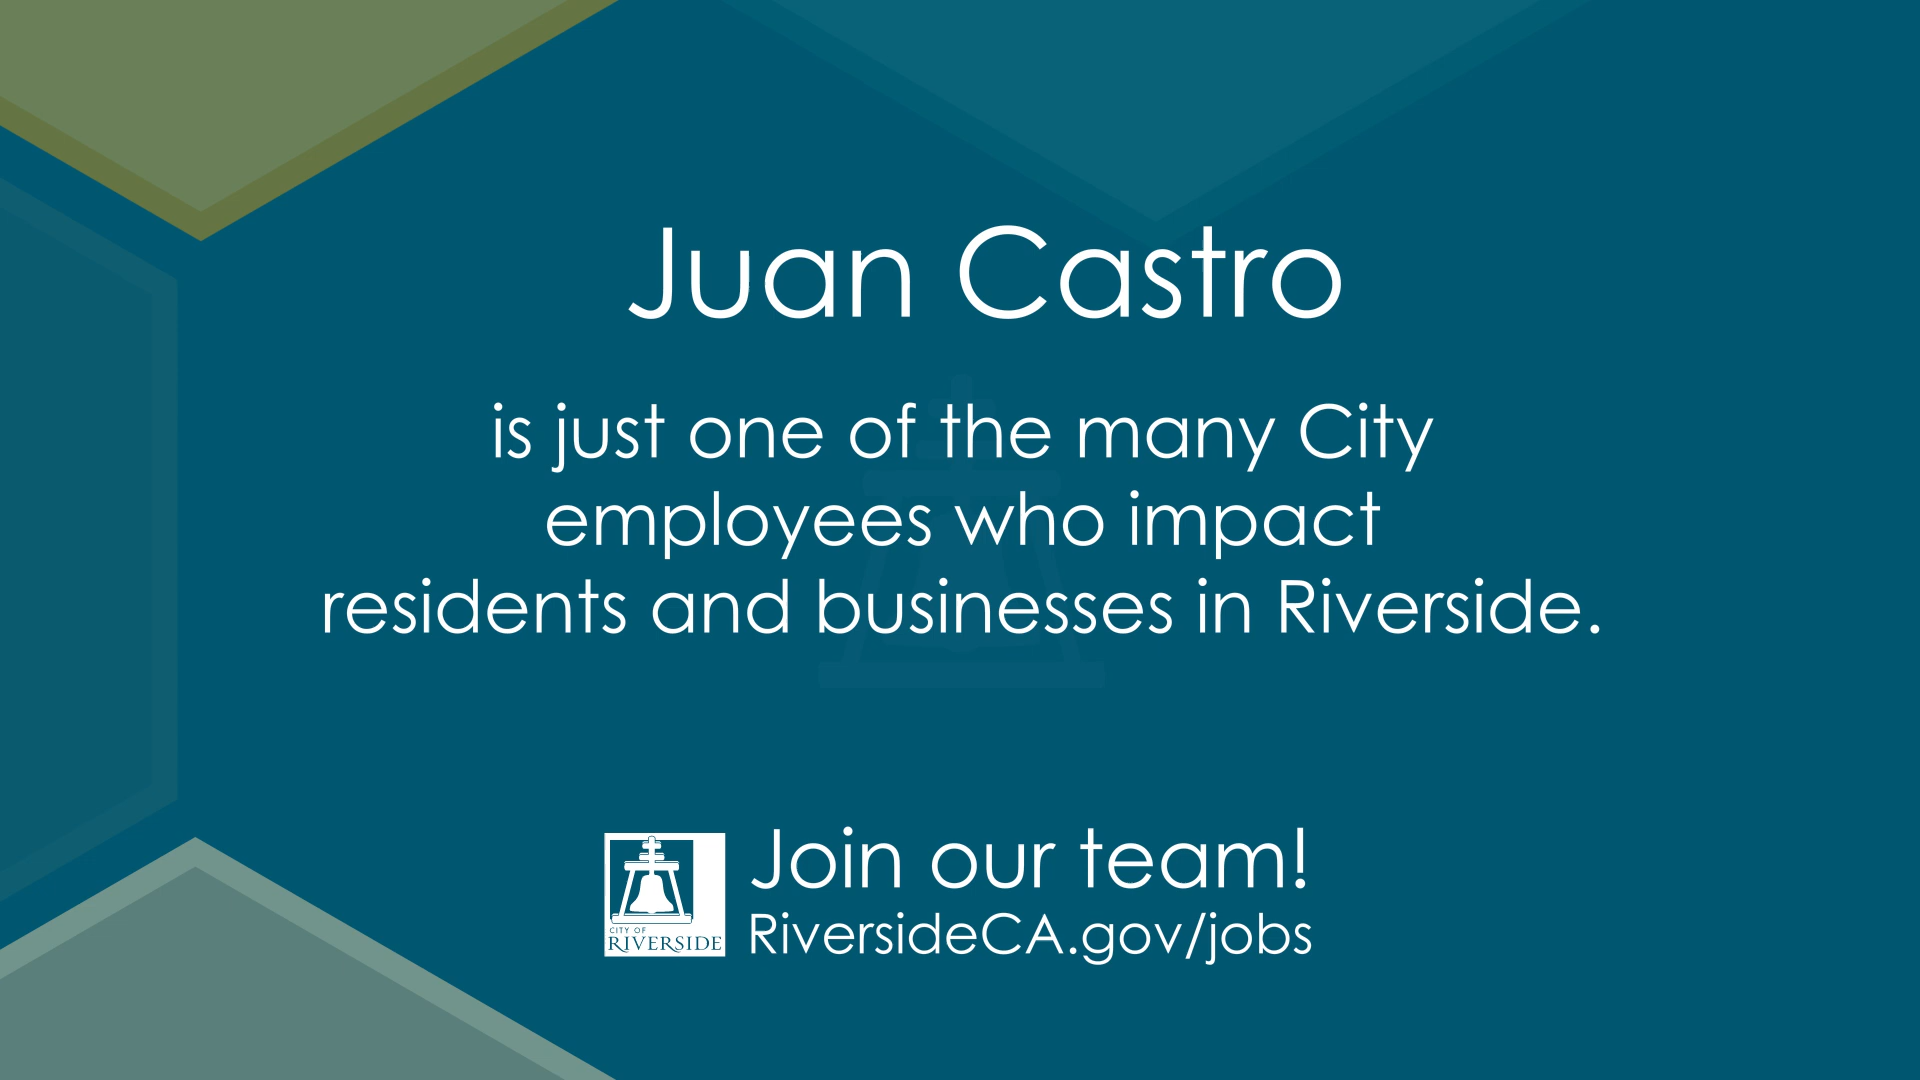 Juan Castro
is just one of the many City
employees who impact
residents and businesses in Riverside.
Join our team!
RiversideCA.gov/jobs
CITY OF
RIVERSIDE